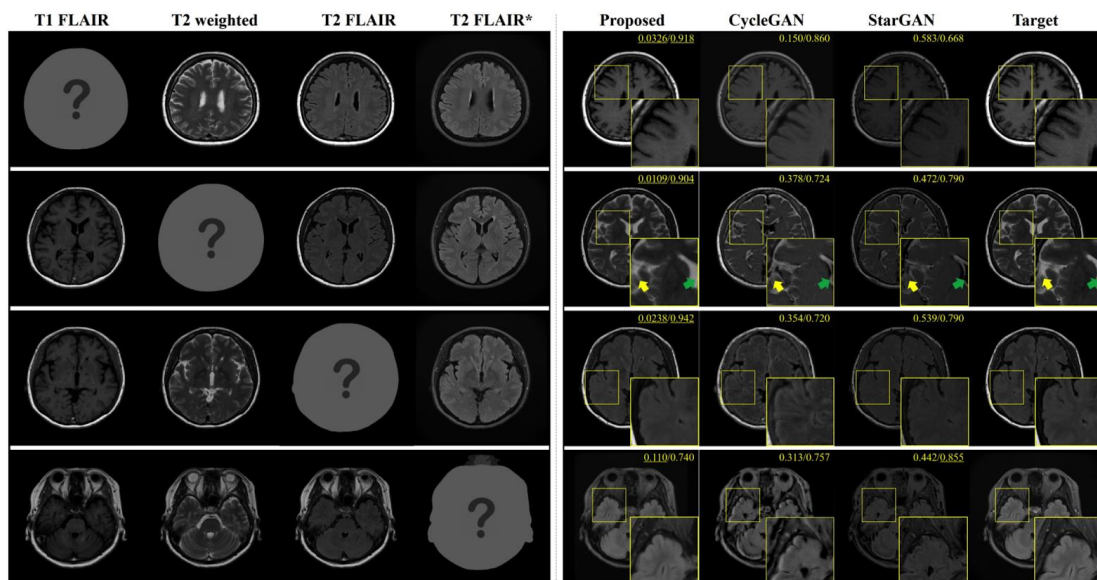 T1 FLAIR T2 weighted T2 FLAIR T2 FLAIR* Proposed CycleGAN StarGAN Target
? 0.0326/0.918 0.150/0.860 0.583/0.668
? 0.0109/0.904 0.378/0.724 0.472/0.790
? 0.0238/0.942 0.354/0.720 0.539/0.790
? 0.110/0.740 0.313/0.757 0.442/0.855